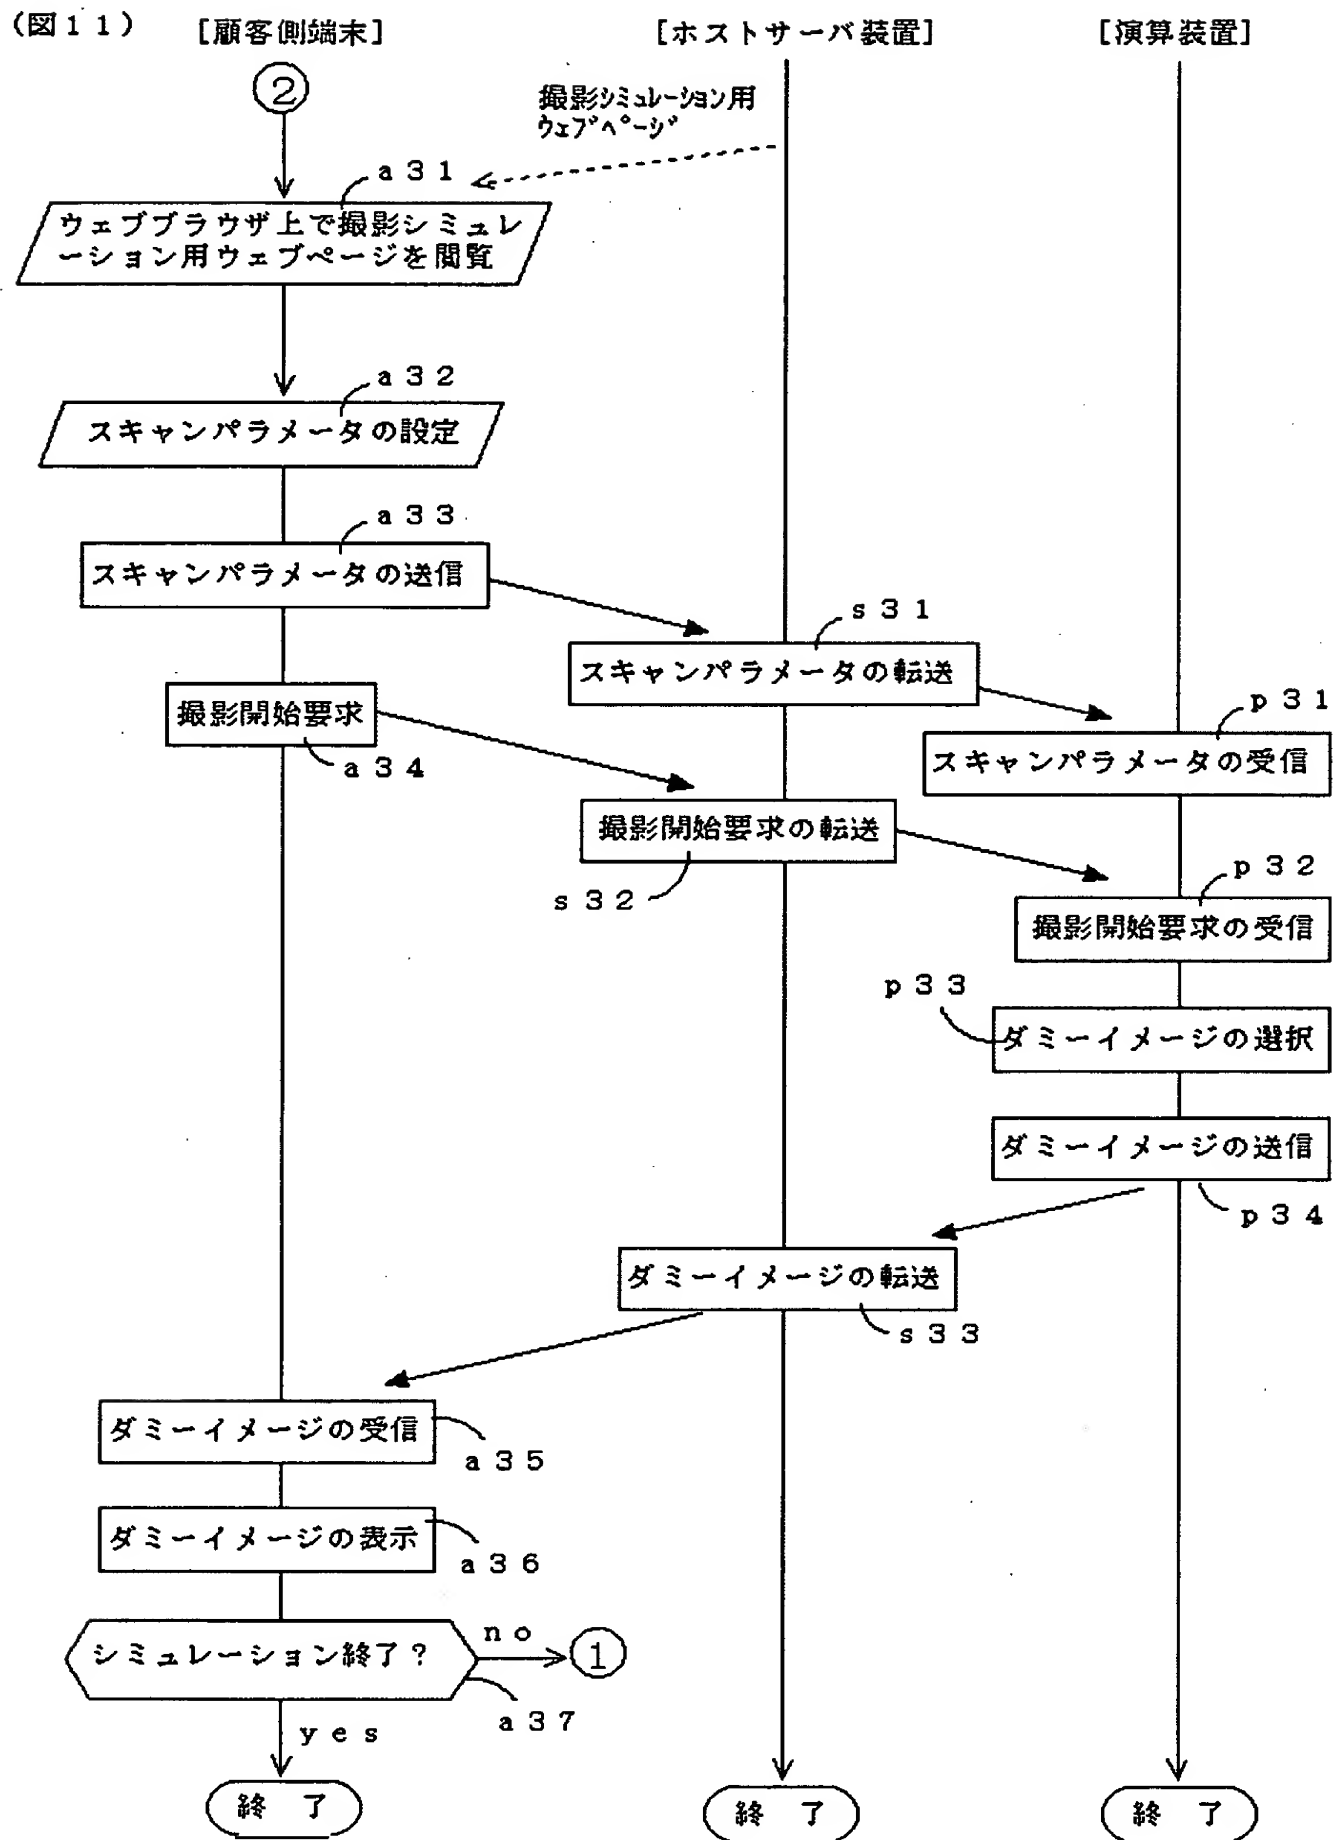 (図11)
[顧客側端末]
[ホストサーバ装置]
[演算装置]
②
撮影シミュレーション用
ウェブページ
a31
ウェブブラウザ上で撮影シミュレ
ーション用ウェブページを閲覧
a32
スキャンパラメータの設定
a33
スキャンパラメータの送信
s31
スキャンパラメータの転送
p31
撮影開始要求
a34
スキャンパラメータの受信
撮影開始要求の転送
s32
p32
撮影開始要求の受信
p33
ダミーイメージの選択
ダミーイメージの送信
p34
ダミーイメージの転送
s33
ダミーイメージの受信
a35
ダミーイメージの表示
a36
シミュレーション終了?
no
①
a37
yes
終 了
終 了
終 了